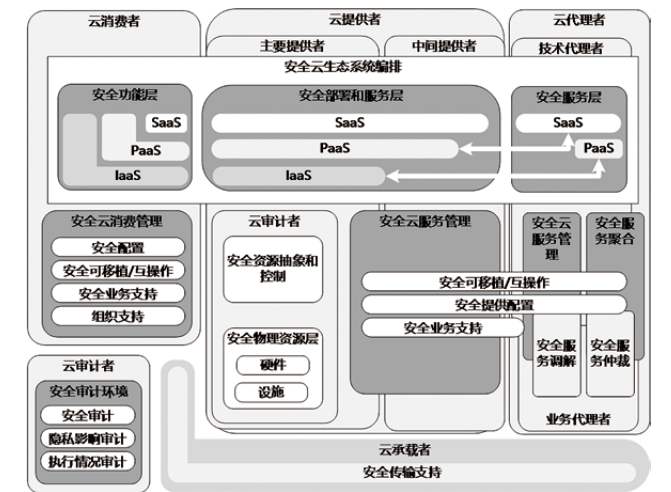 云消费者
云提供者
云代理者
主要提供者
中间提供者
技术代理者
安全云生态系统编排
安全功能层
SaaS
PaaS
IaaS
安全部署和服务层
SaaS
PaaS
IaaS
安全服务层
SaaS
PaaS
安全云消费管理
安全配置
安全可移植/互操作
安全业务支持
组织支持
云审计者
安全资源抽象和
控制
安全物理资源层
硬件
设施
安全云服务管理
安全可移植/互操作
安全提供配置
安全业务支持
安全云
服务管
理
安全服
务聚合
安全服
务调解
安全服
务仲裁
业务代理者
云审计者
安全审计环境
安全审计
隐私影响审计
执行情况审计
云承载者
安全传输支持